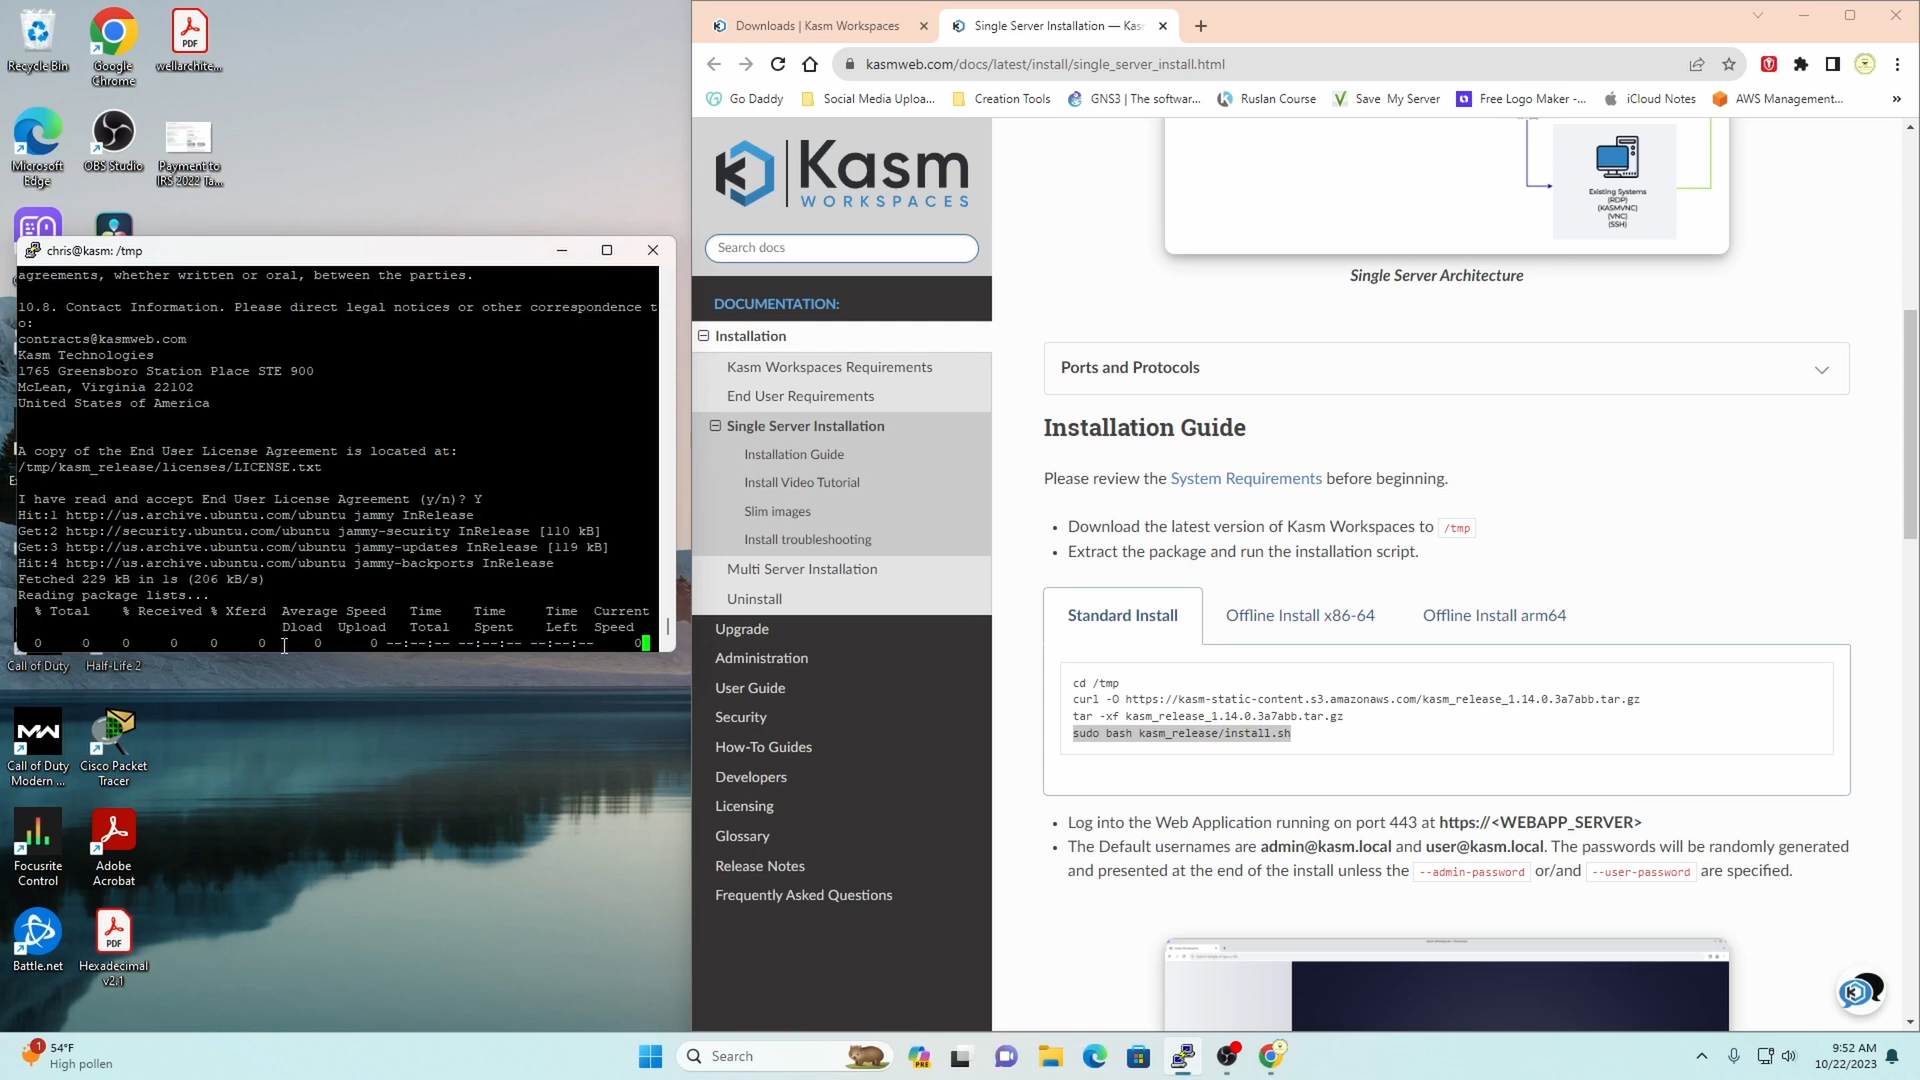 Recycle Bin
Google Chrome
wellarchite...
Microsoft Edge
OBS Studio
Payment to IRS 2022 Ta...
Call of Duty
Half-Life 2
Call of Duty Modern ...
Cisco Packet Tracer
Focusrite Control
Adobe Acrobat
Battle.net
Hexadecimal v2.1
chris@kasm: /tmp
agreements, whether written or oral, between the parties.
10.8. Contact Information. Please direct legal notices or other correspondence t
o:
contracts@kasmweb.com
Kasm Technologies
1765 Greensboro Station Place STE 900
McLean, Virginia 22102
United States of America
A copy of the End User License Agreement is located at:
/tmp/kasm_release/licenses/LICENSE.txt
I have read and accept End User License Agreement (y/n)? Y
Hit:1 http://us.archive.ubuntu.com/ubuntu jammy InRelease
Get:2 http://security.ubuntu.com/ubuntu jammy-security InRelease [110 kB]
Get:3 http://us.archive.ubuntu.com/ubuntu jammy-updates InRelease [119 kB]
Hit:4 http://us.archive.ubuntu.com/ubuntu jammy-backports InRelease
Fetched 229 kB in 1s (206 kB/s)
Reading package lists...
% Total % Received % Xferd Average Speed Time Time Time Current
Dload Upload Total Spent Left Speed
0 0 0 0 0 0 0 0 --:--:-- --:--:-- --:--:-- 0
Downloads | Kasm Workspaces
Single Server Installation — Kas
kasmweb.com/docs/latest/install/single_server_install.html
Go Daddy
Social Media Uploa...
Creation Tools
GNS3 | The softwar...
Ruslan Course
Save My Server
Free Logo Maker -...
iCloud Notes
AWS Management...
»
Kasm
WORKSPACES
Search docs
DOCUMENTATION:
Installation
Kasm Workspaces Requirements
End User Requirements
Single Server Installation
Installation Guide
Install Video Tutorial
Slim images
Install troubleshooting
Multi Server Installation
Uninstall
Upgrade
Administration
User Guide
Security
How-To Guides
Developers
Licensing
Glossary
Release Notes
Frequently Asked Questions
Existing Systems
(RDP)
(KASMVNC)
(VNC)
(SSH)
Single Server Architecture
Ports and Protocols
Installation Guide
Please review the System Requirements before beginning.
• Download the latest version of Kasm Workspaces to /tmp
• Extract the package and run the installation script.
Standard Install
Offline Install x86-64
Offline Install arm64
cd /tmp
curl -O https://kasm-static-content.s3.amazonaws.com/kasm_release_1.14.0.3a7abb.tar.gz
tar -xf kasm_release_1.14.0.3a7abb.tar.gz
sudo bash kasm_release/install.sh
• Log into the Web Application running on port 443 at https://<WEBAPP_SERVER>
• The Default usernames are admin@kasm.local and user@kasm.local. The passwords will be randomly generated
and presented at the end of the install unless the --admin-password or/and --user-password are specified.
1
54°F
High pollen
Search
PRE
9:52 AM
10/22/2023